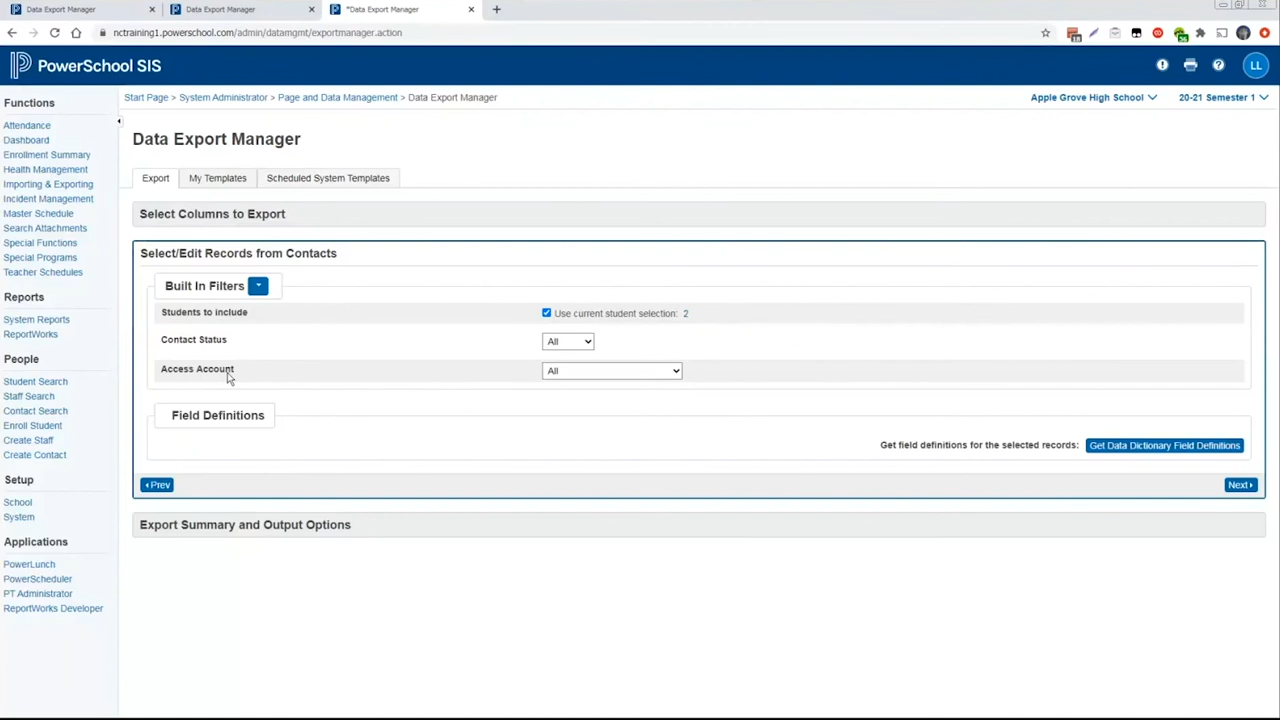 Data Export Manager
Data Export Manager
*Data Export Manager
nctraining1.powerschool.com/admin/datamgmt/exportmanager.action
PowerSchool SIS
LL
Functions
Attendance
Dashboard
Enrollment Summary
Health Management
Importing & Exporting
Incident Management
Master Schedule
Search Attachments
Special Functions
Special Programs
Teacher Schedules
Reports
System Reports
ReportWorks
People
Student Search
Staff Search
Contact Search
Enroll Student
Create Staff
Create Contact
Setup
School
System
Applications
PowerLunch
PowerScheduler
PT Administrator
ReportWorks Developer
Start Page > System Administrator > Page and Data Management > Data Export Manager
Apple Grove High School
20-21 Semester 1
Data Export Manager
Export
My Templates
Scheduled System Templates
Select Columns to Export
Select/Edit Records from Contacts
Built In Filters
Students to include
Use current student selection: 2
Contact Status
All
Access Account
All
Field Definitions
Get field definitions for the selected records: Get Data Dictionary Field Definitions
Prev
Next
Export Summary and Output Options